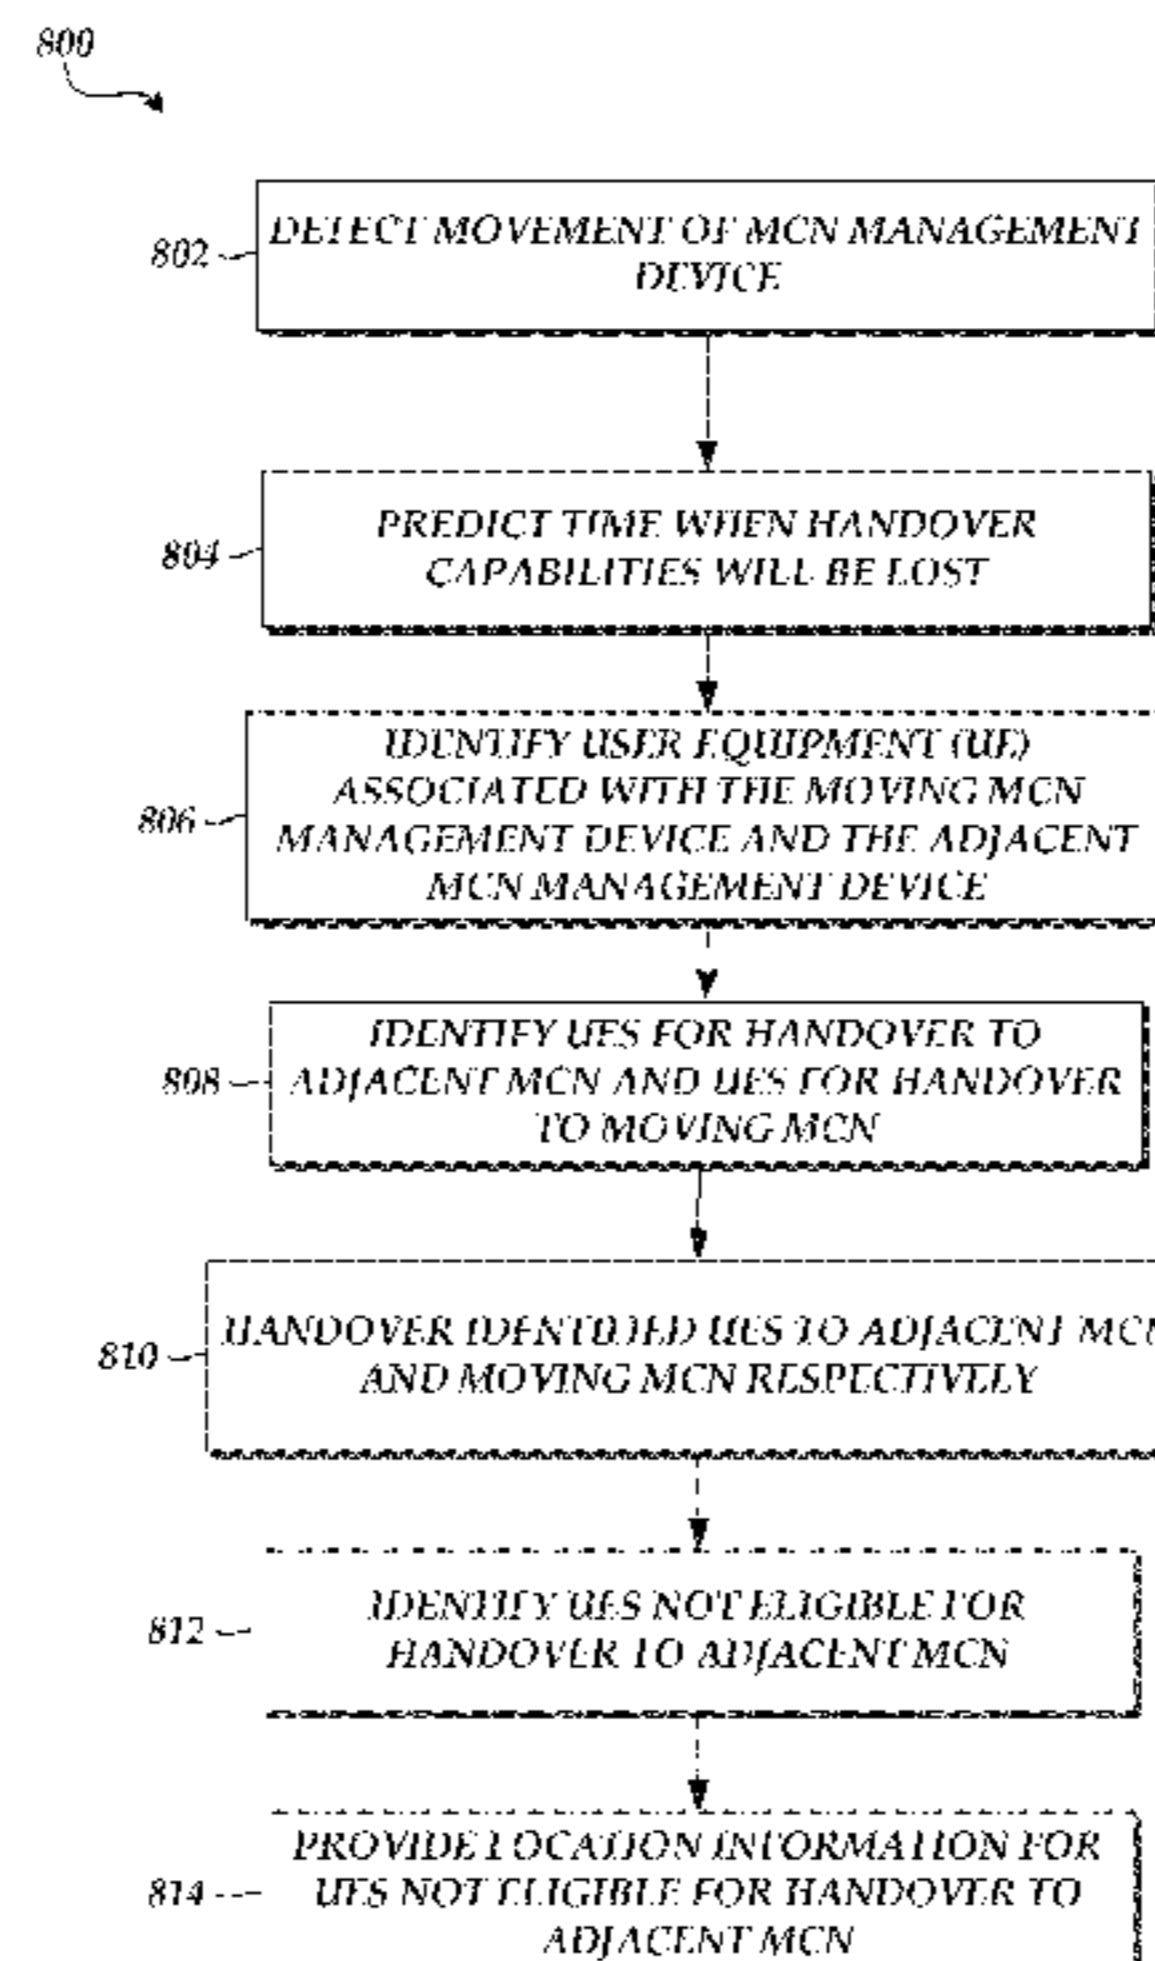 800
802
DETECT MOVEMENT OF MCN MANAGEMENT
DEVICE
804
PREDICT TIME WHEN HANDOVER
CAPABILITIES WILL BE LOST
806
IDENTIFY USER EQUIPMENT (UE)
ASSOCIATED WITH THE MOVING MCN
MANAGEMENT DEVICE AND THE ADJACENT
MCN MANAGEMENT DEVICE
808
IDENTIFY UES FOR HANDOVER TO
ADJACENT MCN AND UES FOR HANDOVER
TO MOVING MCN
810
HANDOVER IDENTIFIED UES TO ADJACENT MCN
AND MOVING MCN RESPECTIVELY
812
IDENTIFY UES NOT ELIGIBLE FOR
HANDOVER TO ADJACENT MCN
814
PROVIDE LOCATION INFORMATION FOR
UES NOT ELIGIBLE FOR HANDOVER TO
ADJACENT MCN